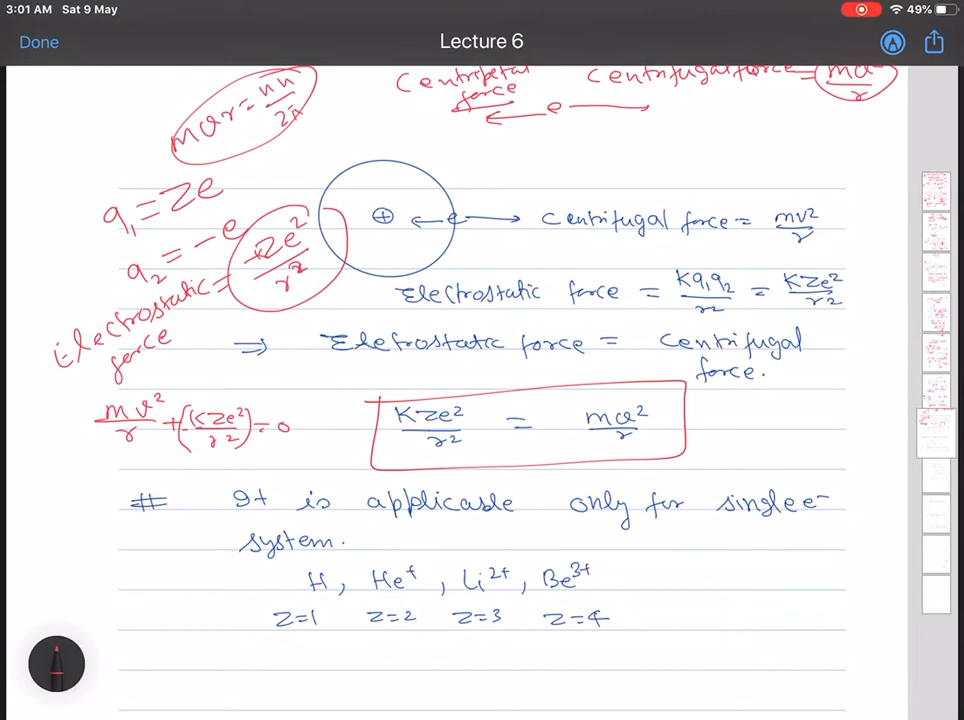 3:01 AM Sat 9 May
49%
Done
Lecture 6
Centripetal force
Centrifugal force = mv²/r
← e →
mvr = nh/2π
q₁ = Ze
q₂ = -e
Electrostatic force = -Ze²/r²
+
← e → Centrifugal force = mv²/r
Electrostatic force = Kq₁q₂/r² = KZe²/r²
⇒ Eletrostatic force = Centrifugal force.
mv²/r + (-KZe²/r²) = 0
KZe²/r² = mv²/r
# It is applicable only for single e⁻
system.
H, He⁺, Li²⁺, Be³⁺
Z=1 Z=2 Z=3 Z=4